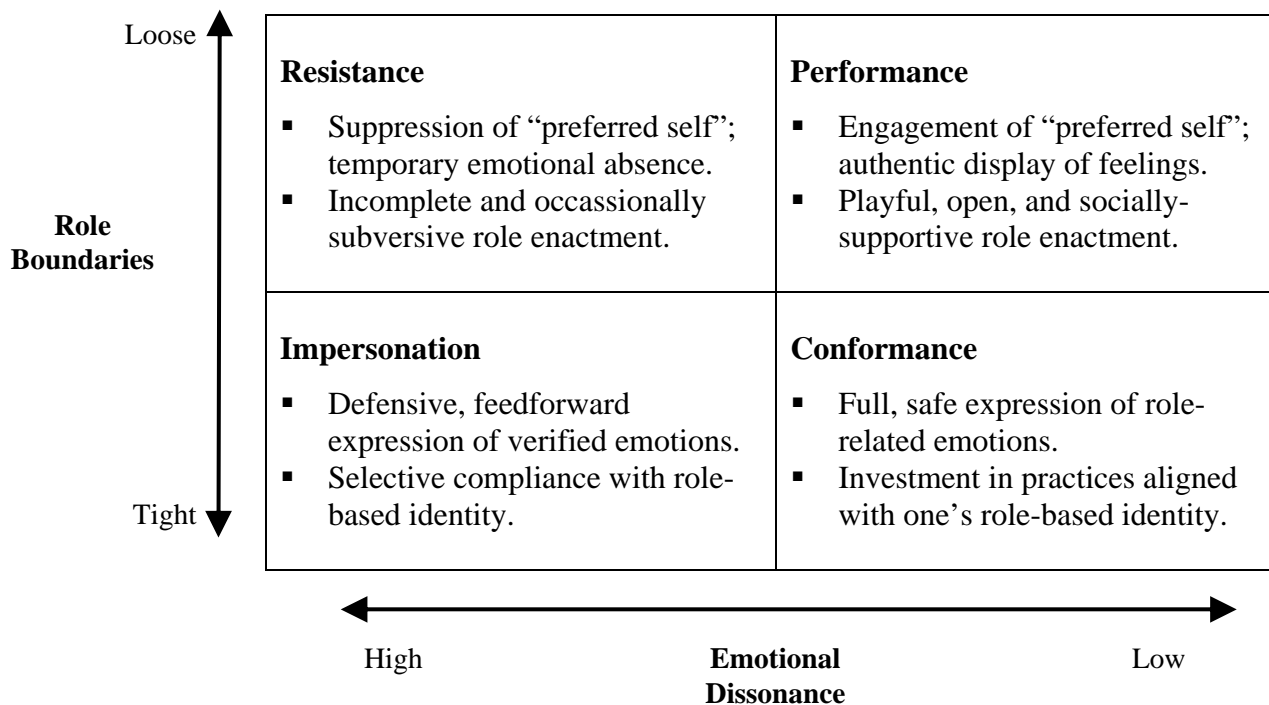 Loose
Resistance
▪ Suppression of “preferred self”;
temporary emotional absence.
▪ Incomplete and occassionally
subversive role enactment.
Performance
▪ Engagement of “preferred self”;
authentic display of feelings.
▪ Playful, open, and socially-
supportive role enactment.
Role
Boundaries
Impersonation
▪ Defensive, feedforward
expression of verified emotions.
▪ Selective compliance with role-
based identity.
Conformance
▪ Full, safe expression of role-
related emotions.
▪ Investment in practices aligned
with one’s role-based identity.
Tight
High
Emotional
Dissonance
Low